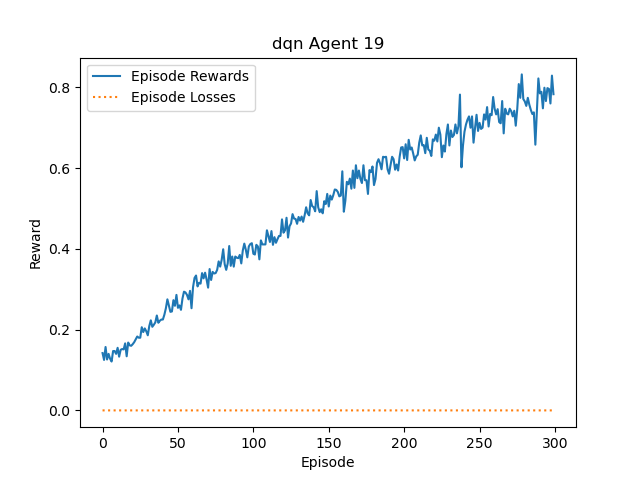 dqn Agent 19
Episode Rewards
Episode Losses
Reward
0.8
0.6
0.4
0.2
0.0
0 50 100 150 200 250 300
Episode